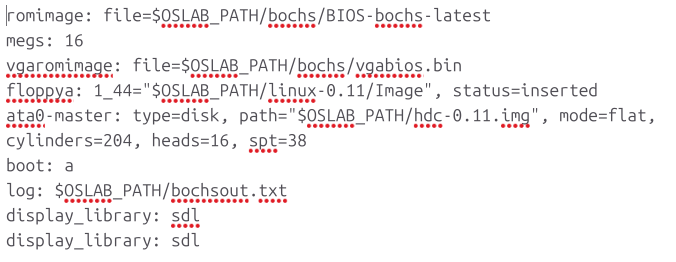 romimage: file=$OSLAB_PATH/bochs/BIOS-bochs-latest
megs: 16
vgaromimage: file=$OSLAB_PATH/bochs/vgabios.bin
floppya: 1_44="$OSLAB_PATH/linux-0.11/Image", status=inserted
ata0-master: type=disk, path="$OSLAB_PATH/hdc-0.11.img", mode=flat,
cylinders=204, heads=16, spt=38
boot: a
log: $OSLAB_PATH/bochsout.txt
display_library: sdl
display_library: sdl